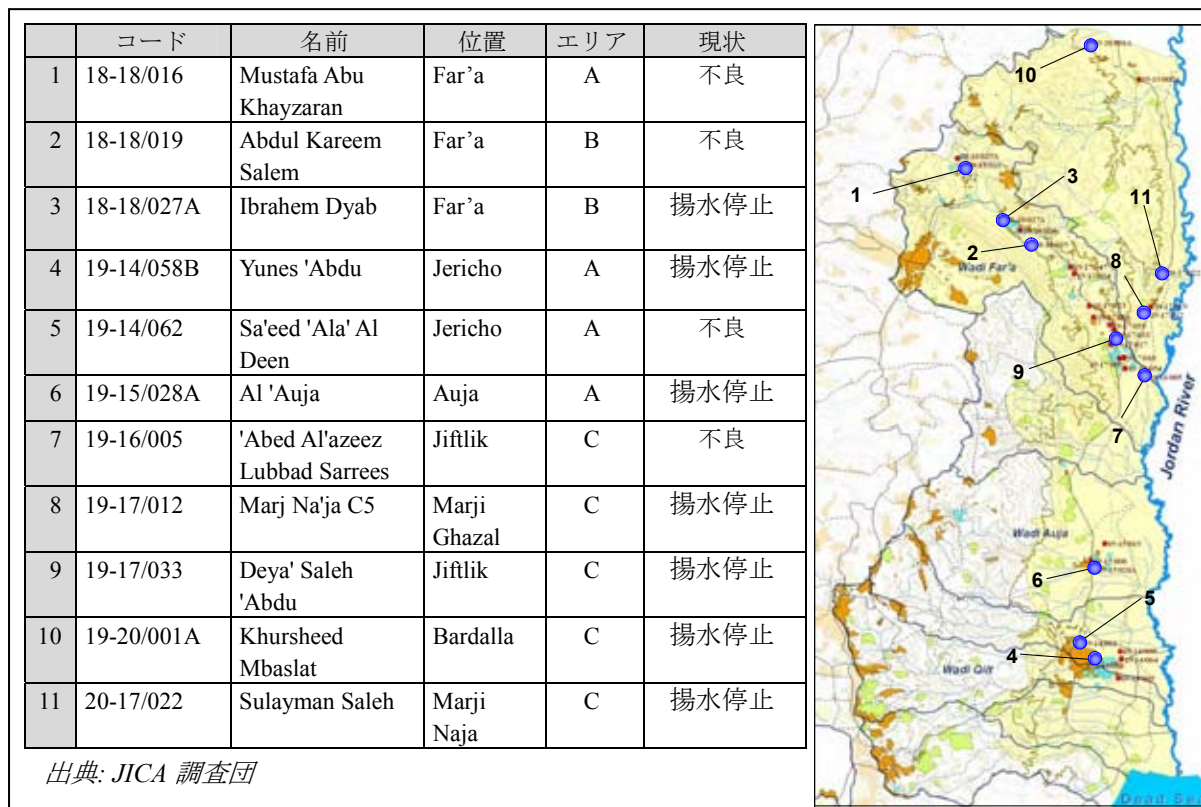 コード 名前 位置 エリア 現状
1 18-18/016 Mustafa Abu Khayzaran Far’a A 不良
2 18-18/019 Abdul Kareem Salem Far’a B 不良
3 18-18/027A Ibrahem Dyab Far’a B 揚水停止
4 19-14/058B Yunes 'Abdu Jericho A 揚水停止
5 19-14/062 Sa'eed 'Ala' Al Deen Jericho A 不良
6 19-15/028A Al 'Auja Auja A 揚水停止
7 19-16/005 'Abed Al'azeez Lubbad Sarrees Jiftlik C 不良
8 19-17/012 Marj Na'ja C5 Marji Ghazal C 揚水停止
9 19-17/033 Deya' Saleh 'Abdu Jiftlik C 揚水停止
10 19-20/001A Khursheed Mbaslat Bardalla C 揚水停止
11 20-17/022 Sulayman Saleh Marji Naja C 揚水停止
出典: JICA 調査団
10
1
3
11
2
8
Wadi Far'a
9
7
Jordan River
Wadi Auja
6
5
4
Wadi Qilt
Dead Se